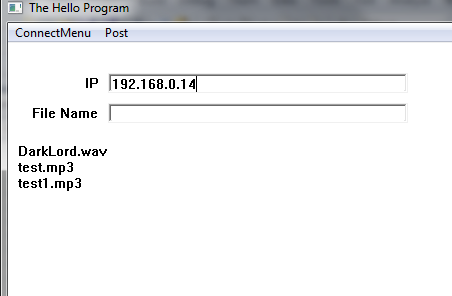 The Hello Program
ConnectMenu Post
IP 192.168.0.14
File Name
DarkLord.wav
test.mp3
test1.mp3